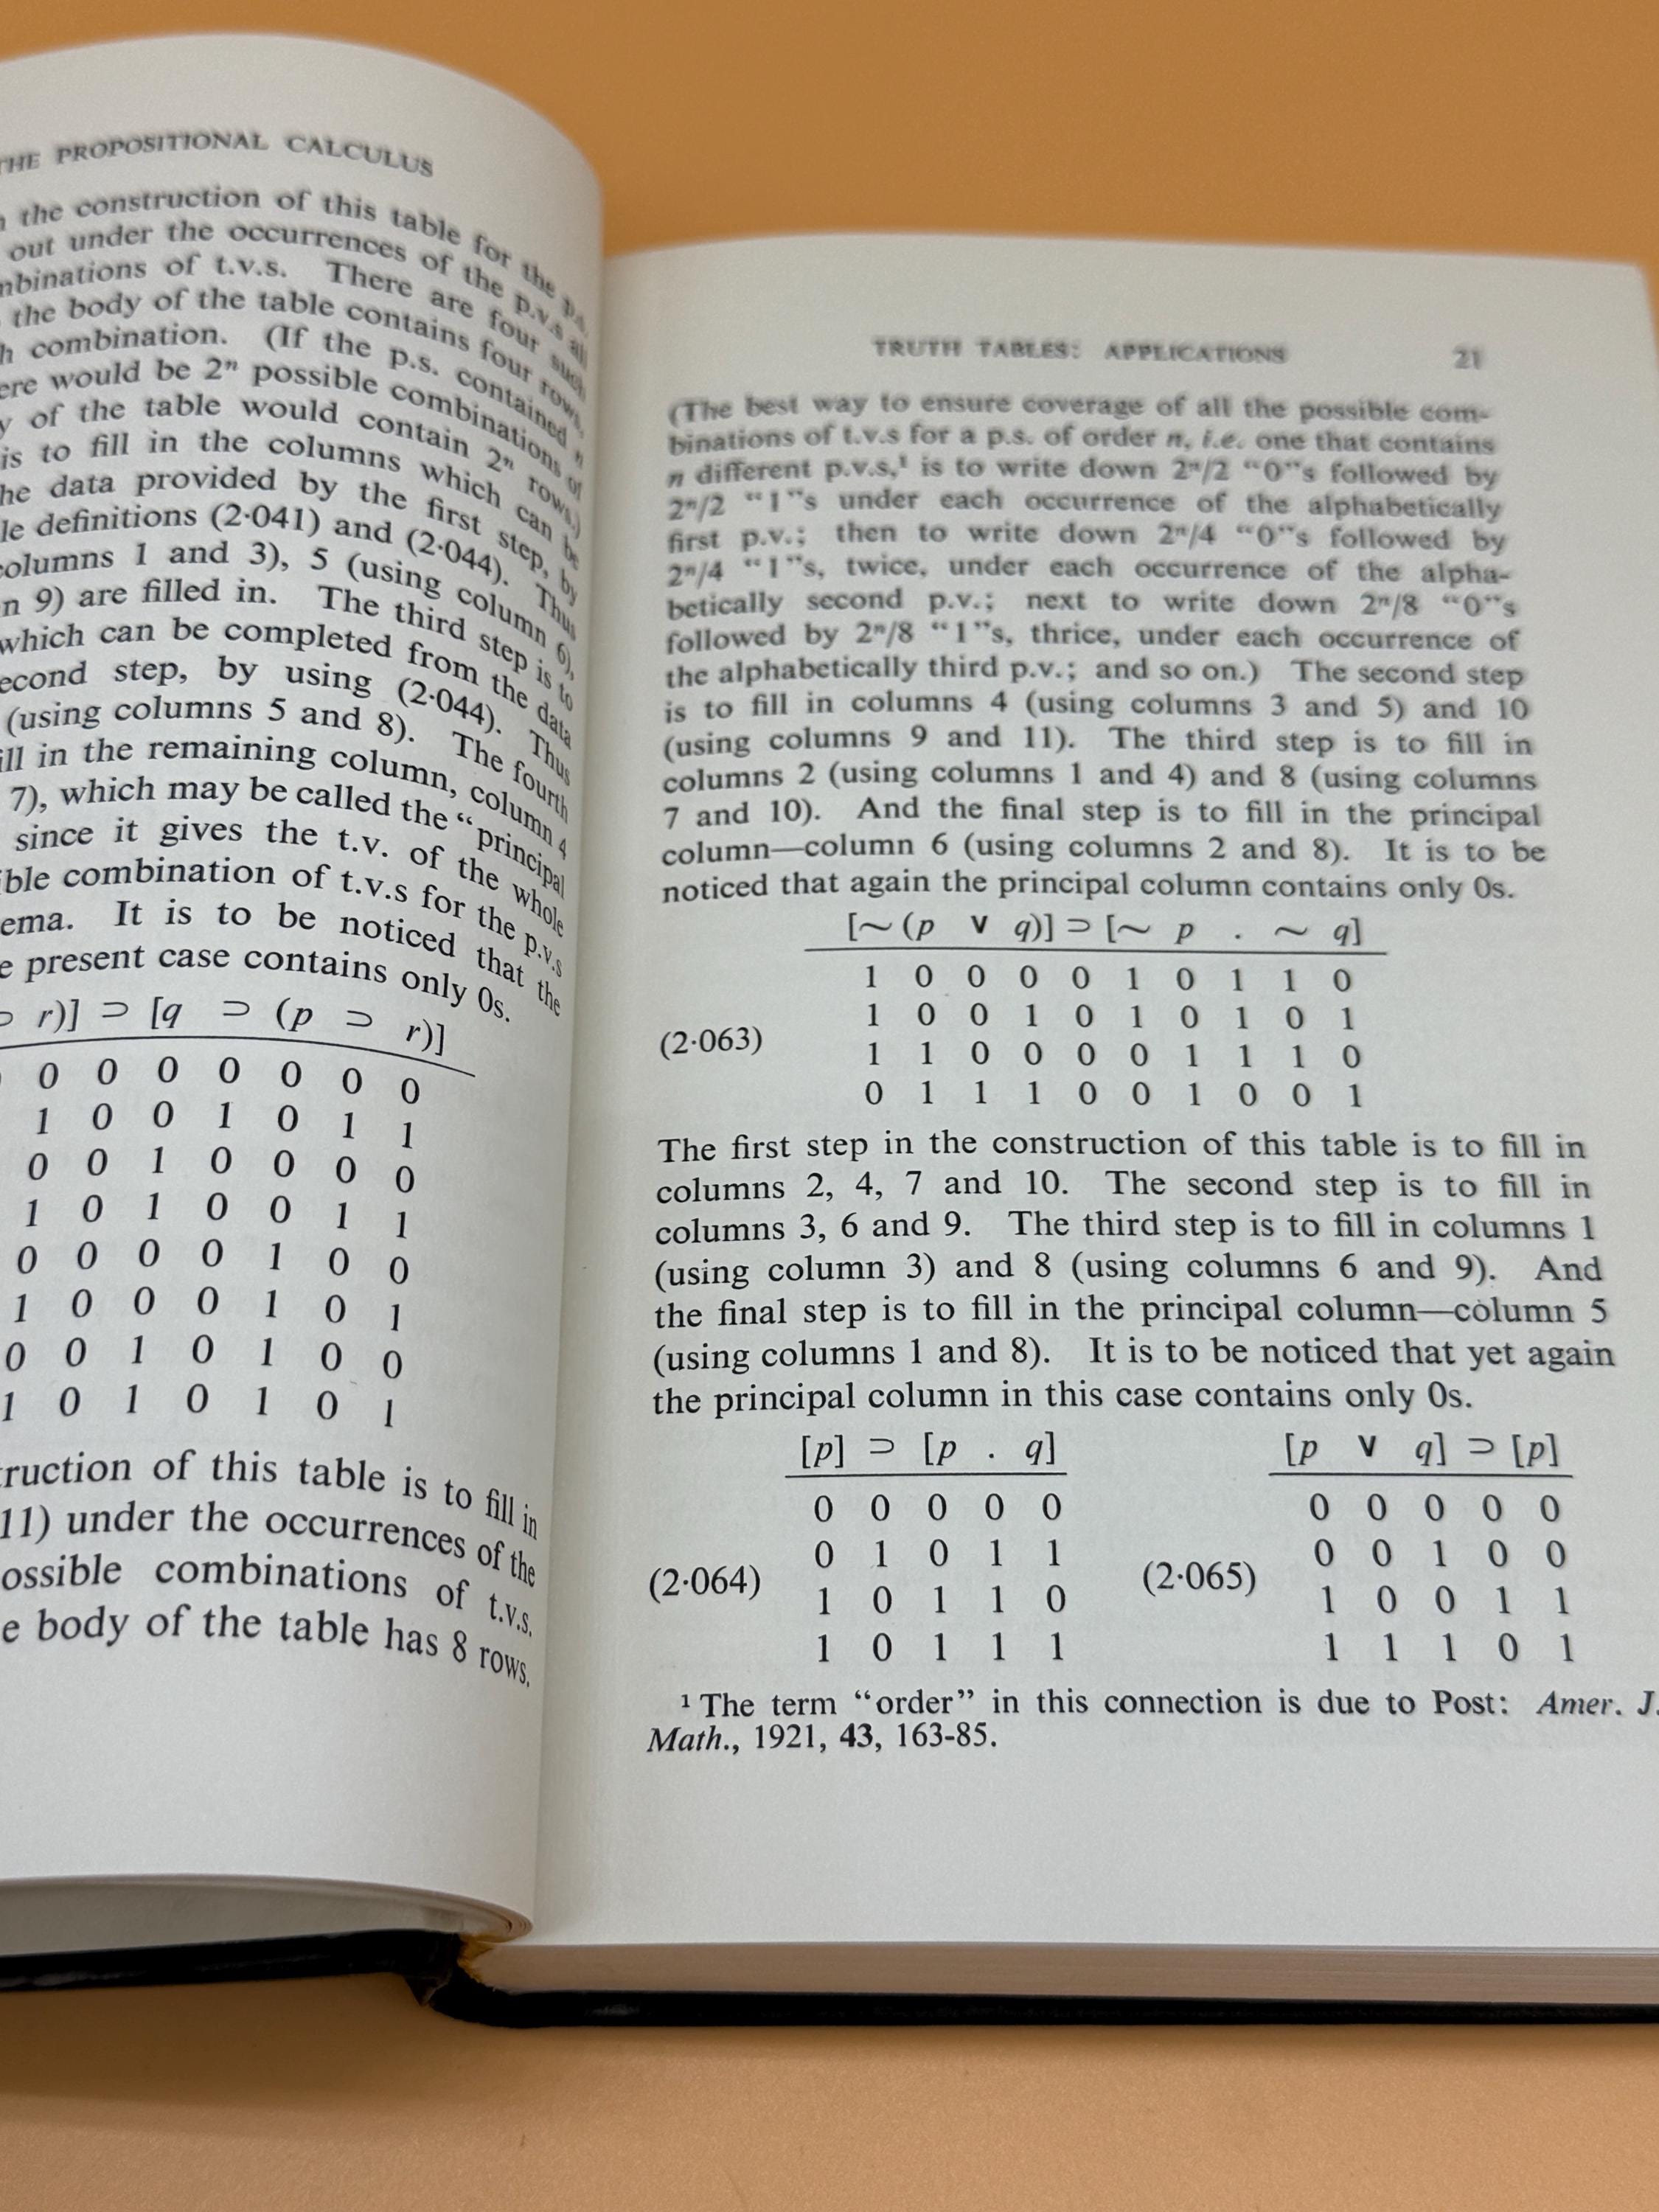 THE PROPOSITIONAL CALCULUS
the construction of this table for the
out under the occurrences of the p.v.s all
combinations of t.v.s. There are four such
the body of the table contains four rows,
combination. (If the p.s. contained n
there would be 2ⁿ possible combinations of
of the table would contain 2ⁿ rows.)
is to fill in the columns which can be
the data provided by the first step, by
definitions (2·041) and (2·044). Thus
columns 1 and 3), 5 (using column 6),
9) are filled in. The third step is to
which can be completed from the data
second step, by using (2·044). Thus
(using columns 5 and 8). The fourth
fill in the remaining column, column 4
7), which may be called the “principal
since it gives the t.v. of the whole
combination of t.v.s for the p.v.s
It is to be noticed that the
present case contains only 0s.
⊃ r)] ⊃ [q ⊃ (p ⊃ r)]
0 0 0 0 0 0 0
1 0 0 1 0 1 1
0 0 1 0 0 0 0
1 0 1 0 0 1 1
0 0 0 0 1 0 0
1 0 0 0 1 0 1
0 0 1 0 1 0 0
1 0 1 0 1 0 1
truction of this table is to fill in
11) under the occurrences of the
possible combinations of t.v.s.
e body of the table has 8 rows.
TRUTH TABLES: APPLICATIONS 21
(The best way to ensure coverage of all the possible com-
binations of t.v.s for a p.s. of order n, i.e. one that contains
n different p.v.s,¹ is to write down 2ⁿ/2 “0”s followed by
2ⁿ/2 “1”s under each occurrence of the alphabetically
first p.v.; then to write down 2ⁿ/4 “0”s followed by
2ⁿ/4 “1”s, twice, under each occurrence of the alpha-
betically second p.v.; next to write down 2ⁿ/8 “0”s
followed by 2ⁿ/8 “1”s, thrice, under each occurrence of
the alphabetically third p.v.; and so on.) The second step
is to fill in columns 4 (using columns 3 and 5) and 10
(using columns 9 and 11). The third step is to fill in
columns 2 (using columns 1 and 4) and 8 (using columns
7 and 10). And the final step is to fill in the principal
column—column 6 (using columns 2 and 8). It is to be
noticed that again the principal column contains only 0s.
[~ (p ∨ q)] ⊃ [~ p . ~ q]
1 0 0 0 0 1 0 1 1 0
1 0 0 1 0 1 0 1 0 1
(2·063)
1 1 0 0 0 0 1 1 1 0
0 1 1 1 0 0 1 0 0 1
The first step in the construction of this table is to fill in
columns 2, 4, 7 and 10. The second step is to fill in
columns 3, 6 and 9. The third step is to fill in columns 1
(using column 3) and 8 (using columns 6 and 9). And
the final step is to fill in the principal column—column 5
(using columns 1 and 8). It is to be noticed that yet again
the principal column in this case contains only 0s.
[p] ⊃ [p . q]
0 0 0 0 0
0 1 0 1 1
(2·064)
1 0 1 1 0
1 0 1 1 1
[p ∨ q] ⊃ [p]
0 0 0 0 0
0 0 1 0 0
(2·065)
1 0 0 1 1
1 1 1 0 1
¹ The term “order” in this connection is due to Post: Amer. J.
Math., 1921, 43, 163-85.